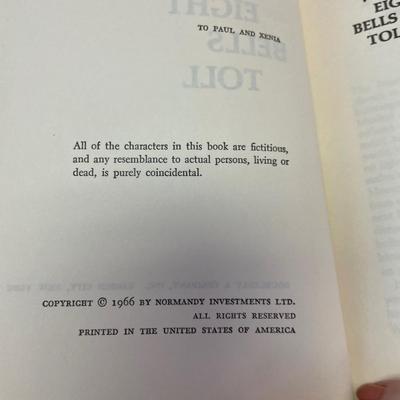 TO PAUL AND XENIA
All of the characters in this book are fictitious,
and any resemblance to actual persons, living or
dead, is purely coincidental.
COPYRIGHT © 1966 BY NORMANDY INVESTMENTS LTD.
ALL RIGHTS RESERVED
PRINTED IN THE UNITED STATES OF AMERICA
EIG
BELLS
TOL